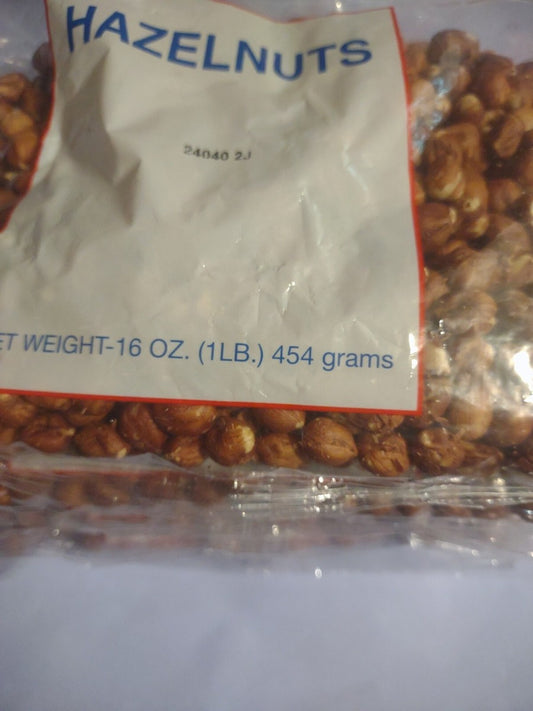 HAZELNUTS
24040 2J
ET WEIGHT-16 OZ. (1LB.) 454 grams